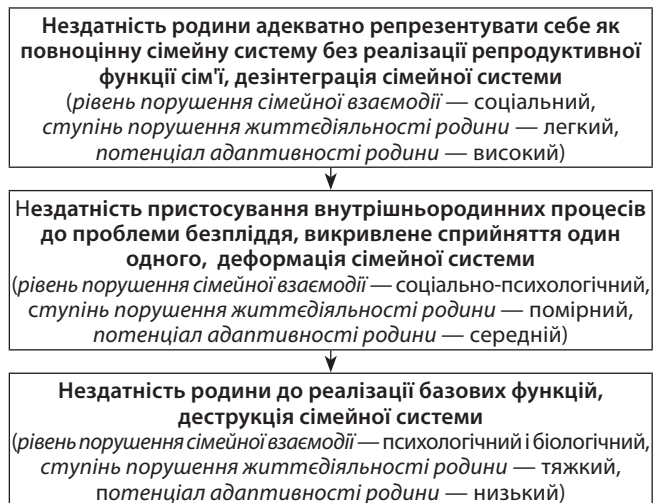 Нездатність родини адекватно репрезентувати себе як
повноцінну сімейну систему без реалізації репродуктивної
функції сім'ї, дезінтеграція сімейної системи
(рівень порушення сімейної взаємодії — соціальний,
ступінь порушення життєдіяльності родини — легкий,
потенціал адаптивності родини — високий)
Нездатність пристосування внутрішньородинних процесів
до проблеми безпліддя, викривлене сприйняття один
одного, деформація сімейної системи
(рівень порушення сімейної взаємодії — соціально-психологічний,
ступінь порушення життєдіяльності родини — помірний,
потенціал адаптивності родини — середній)
Нездатність родини до реалізації базових функцій,
деструкція сімейної системи
(рівень порушення сімейної взаємодії — психологічний і біологічний,
ступінь порушення життєдіяльності родини — тяжкий,
потенціал адаптивності родини — низький)